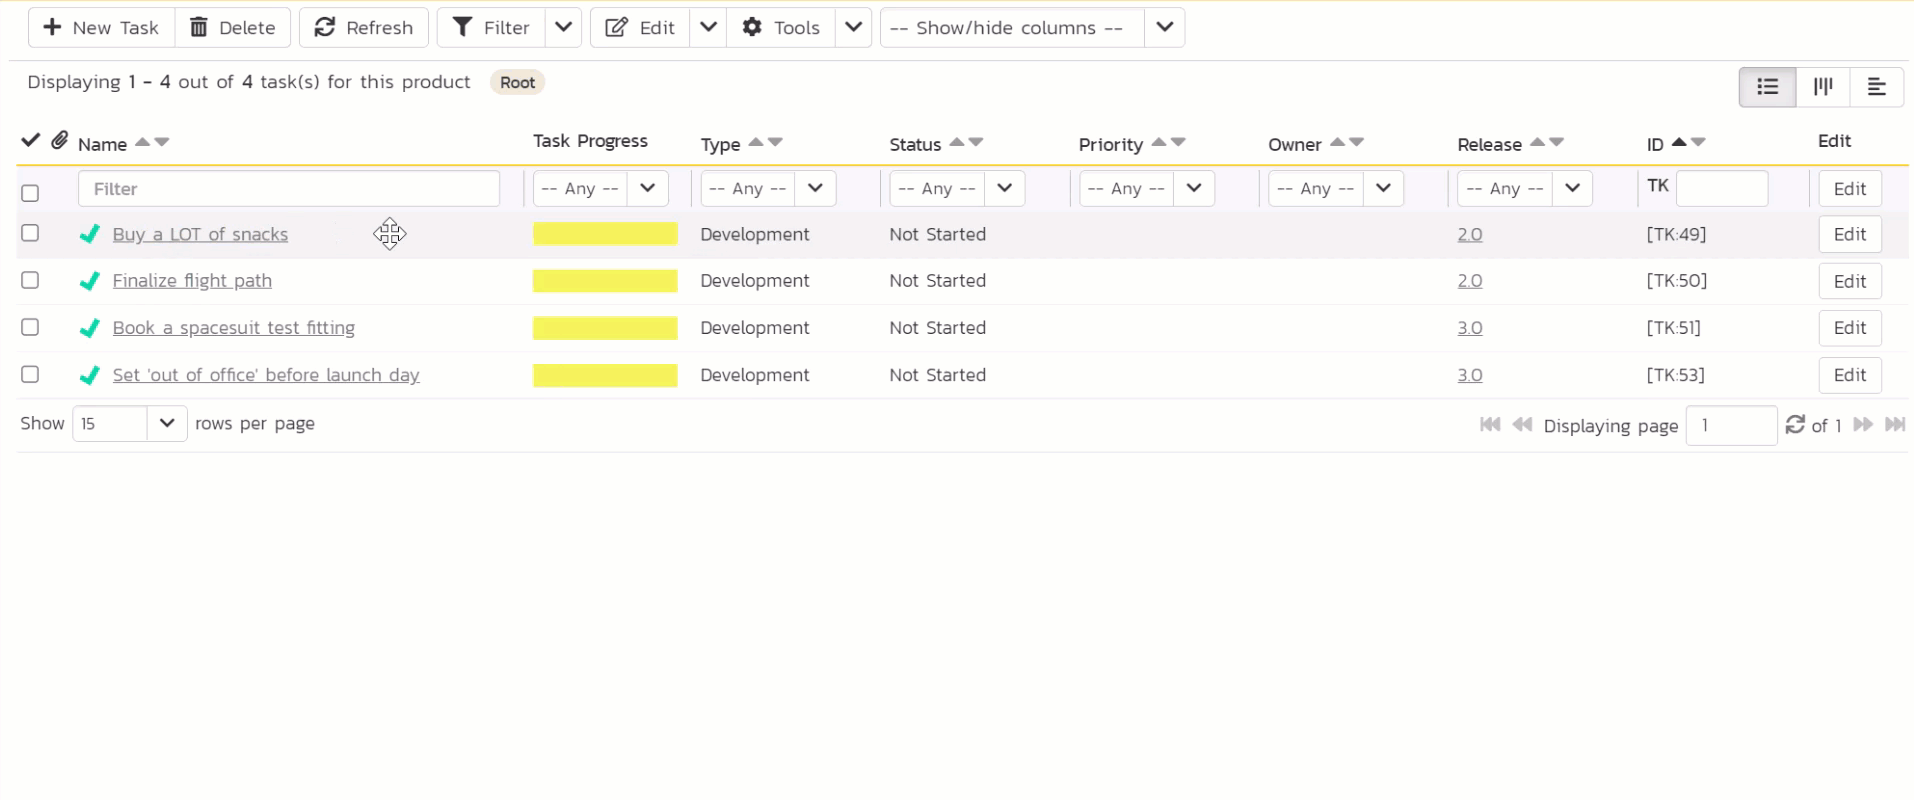 New Task Delete Refresh Filter Edit Tools -- Show/hide columns --
Displaying 1 - 4 out of 4 task(s) for this product Root
Name Task Progress Type Status Priority Owner Release ID Edit
Filter -- Any -- -- Any -- -- Any -- -- Any -- -- Any -- -- Any -- TK Edit
Buy a LOT of snacks Development Not Started 2.0 [TK:49] Edit
Finalize flight path Development Not Started 2.0 [TK:50] Edit
Book a spacesuit test fitting Development Not Started 3.0 [TK:51] Edit
Set 'out of office' before launch day Development Not Started 3.0 [TK:53] Edit
Show 15 rows per page Displaying page 1 of 1